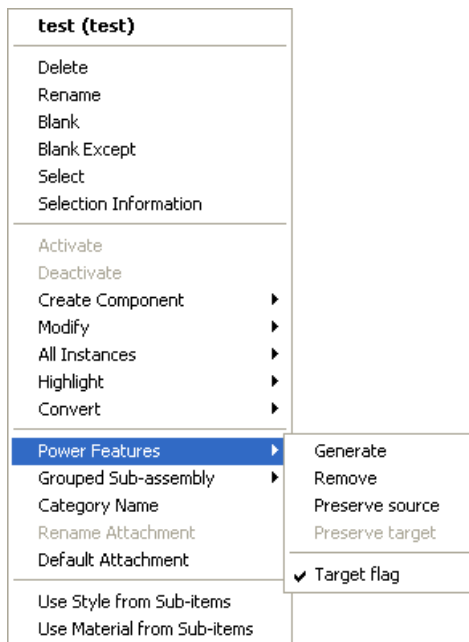 test (test)
Delete
Rename
Blank
Blank Except
Select
Selection Information
Activate
Deactivate
Create Component
Modify
All Instances
Highlight
Convert
Power Features
Grouped Sub-assembly
Category Name
Rename Attachment
Default Attachment
Use Style from Sub-items
Use Material from Sub-items
Generate
Remove
Preserve source
Preserve target
Target flag